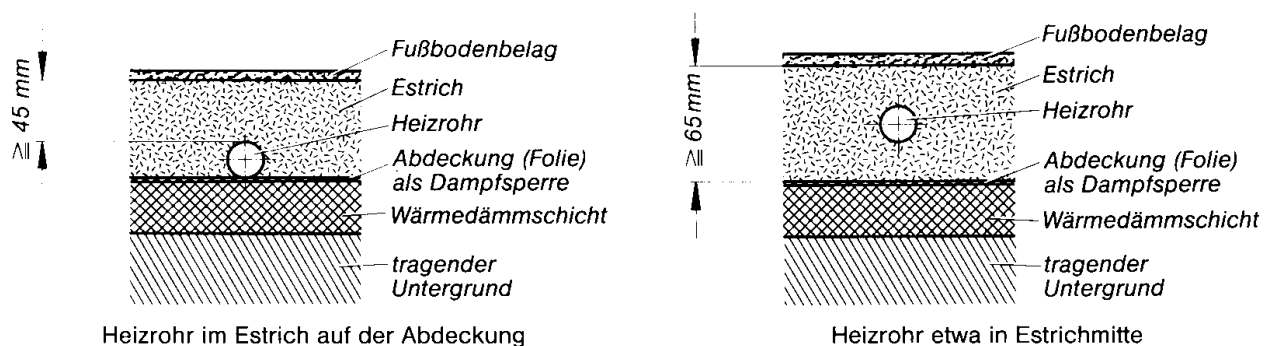 Fußbodenbelag
Estrich
Heizrohr
Abdeckung (Folie)
als Dampfsperre
Wärmedämmschicht
tragender
Untergrund
≧ 45 mm
Heizrohr im Estrich auf der Abdeckung
Fußbodenbelag
Estrich
Heizrohr
Abdeckung (Folie)
als Dampfsperre
Wärmedämmschicht
tragender
Untergrund
≧ 65 mm
Heizrohr etwa in Estrichmitte